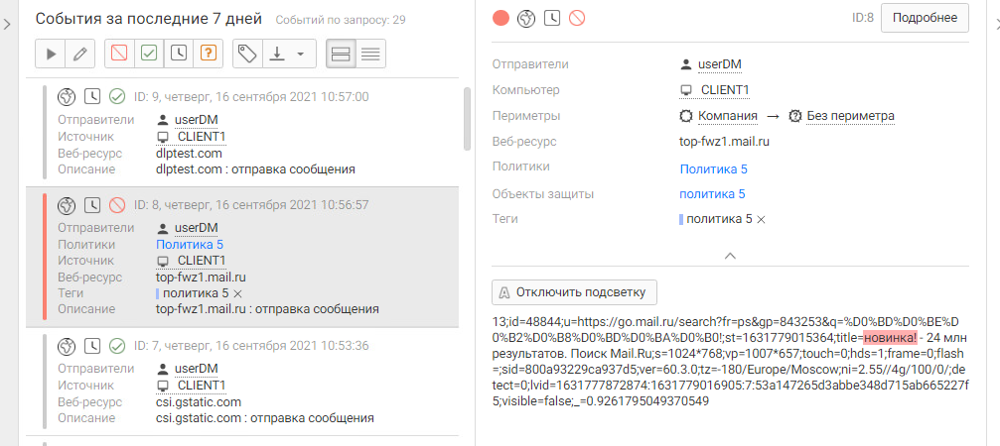 События за последние 7 дней Событий по запросу: 29
ID: 9, четверг, 16 сентября 2021 10:57:00
Отправители userDM
Источник CLIENT1
Веб-ресурс dlptest.com
Описание dlptest.com : отправка сообщения
ID: 8, четверг, 16 сентября 2021 10:56:57
Отправители userDM
Политики Политика 5
Источник CLIENT1
Веб-ресурс top-fwz1.mail.ru
Теги политика 5
Описание top-fwz1.mail.ru : отправка сообщения
ID: 7, четверг, 16 сентября 2021 10:53:36
Отправители userDM
Источник CLIENT1
Веб-ресурс csi.gstatic.com
Описание csi.gstatic.com : отправка сообщения
ID:8 Подробнее
Отправители userDM
Компьютер CLIENT1
Периметры Компания → Без периметра
Веб-ресурс top-fwz1.mail.ru
Политики Политика 5
Объекты защиты политика 5
Теги политика 5
Отключить подсветку
13;id=48844;u=https://go.mail.ru/search?fr=ps&gp=843253&q=%D0%BD%D0%BE%D
0%B2%D0%B8%D0%BD%D0%BA%D0%B0!;st=1631779015364;title=новинка! - 24 млн
результатов. Поиск Mail.Ru;s=1024*768;vp=1007*657;touch=0;hds=1;frame=0;flash
=;sid=800a93229ca937d5;ver=60.3.0;tz=-180/Europe/Moscow;ni=2.55//4g/100/0/;de
tect=0;lvid=1631777872874:1631779016905:7:53a147265d3abbe348d715ab665227f
5;visible=false;_=0.9261795049370549